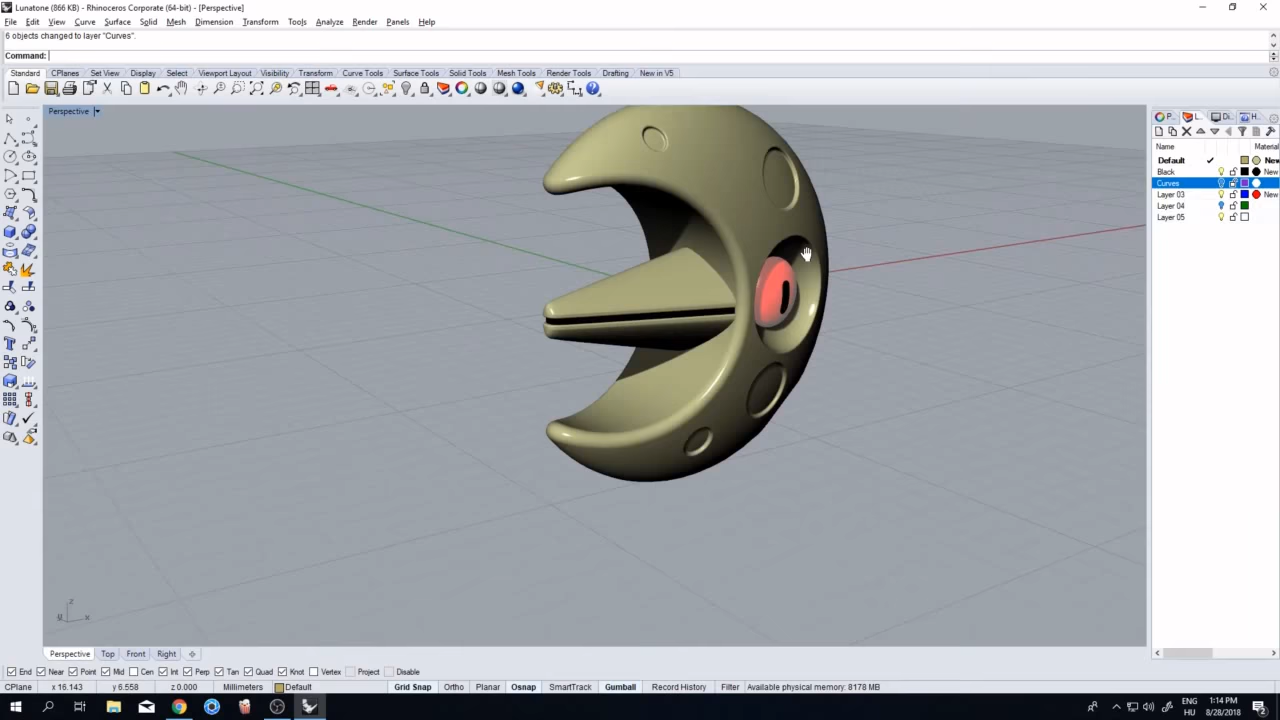 Lunatone (866 KB) - Rhinoceros Corporate (64-bit) - [Perspective]
File Edit View Curve Surface Solid Mesh Dimension Transform Tools Analyze Render Panels Help
6 objects changed to layer "Curves".
Command:
Standard CPlanes Set View Display Select Viewport Layout Visibility Transform Curve Tools Surface Tools Solid Tools Mesh Tools Render Tools Drafting New in V5
Perspective
P... L... Di... H...
Name Material
Default New
Black New
Curves
Layer 03 New
Layer 04
Layer 05
z
y x
Perspective Top Front Right
End Near Point Mid Cen Int Perp Tan Quad Knot Vertex Project Disable
CPlane x 16.143 y 6.558 z 0.000 Millimeters Default Grid Snap Ortho Planar Osnap SmartTrack Gumball Record History Filter Available physical memory: 8178 MB
ENG 1:14 PM
HU 8/28/2018
2